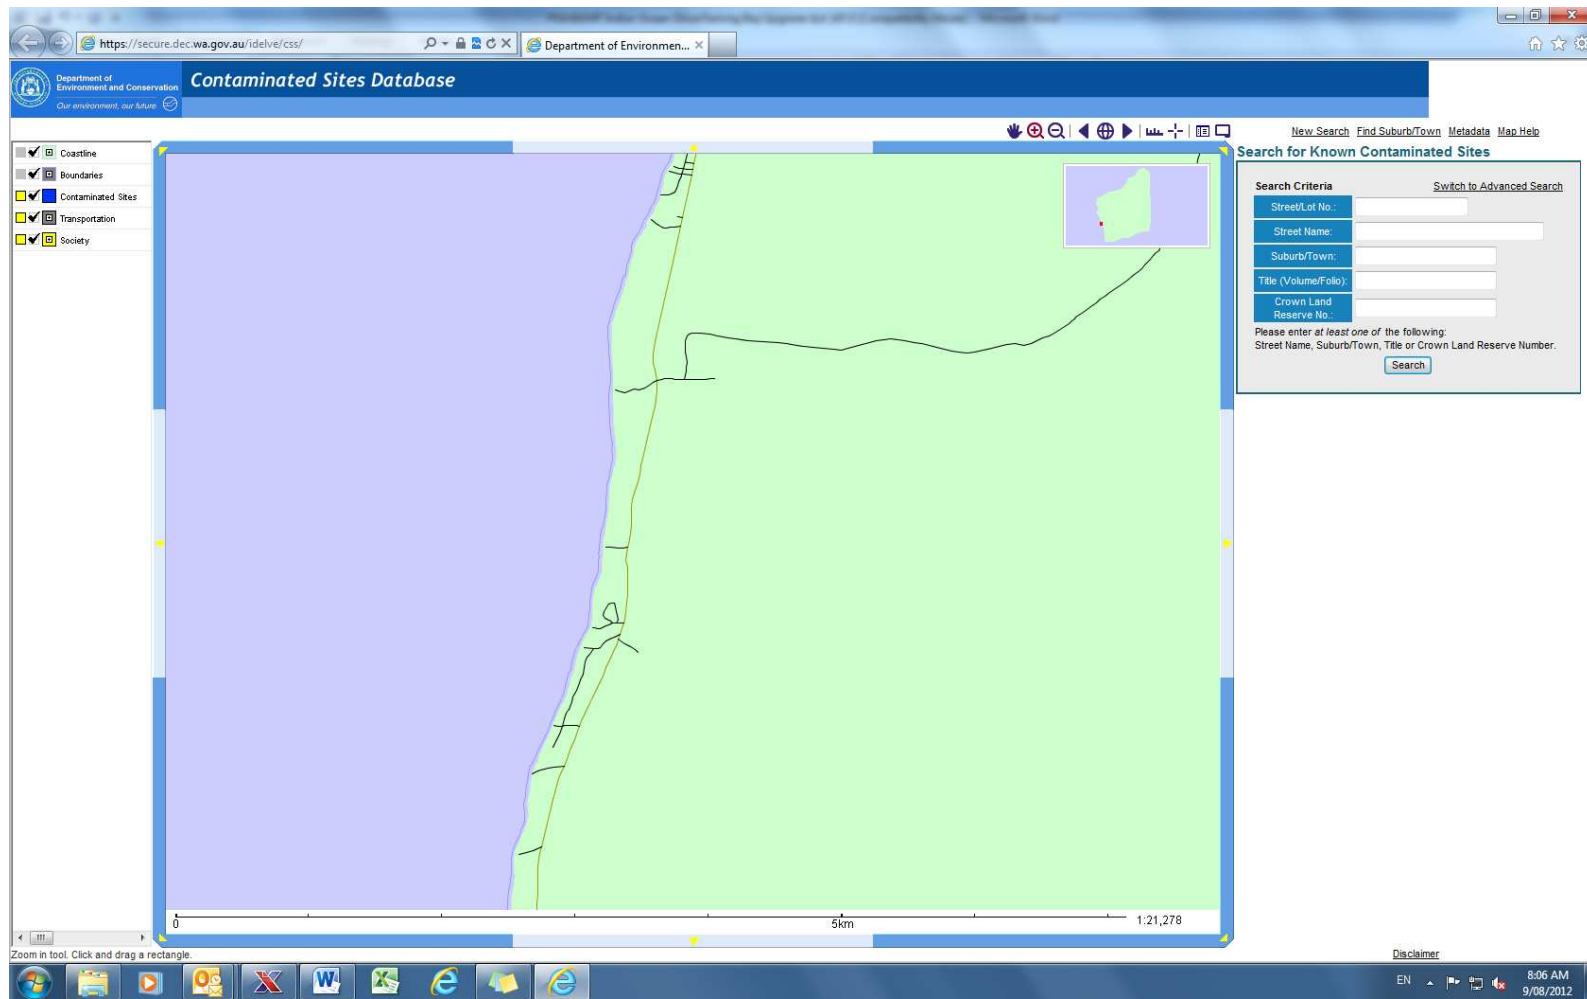 https://secure.dec.wa.gov.au/idelve/css/
Department of Environmen...
Department of
Environment and Conservation
Our environment, our future
Contaminated Sites Database
New Search Find Suburb/Town Metadata Map Help
Coastline
Boundaries
Contaminated Sites
Transportation
Society
Search for Known Contaminated Sites
Search Criteria Switch to Advanced Search
Street/Lot No.:
Street Name:
Suburb/Town:
Title (Volume/Folio):
Crown Land
Reserve No.:
Please enter at least one of the following:
Street Name, Suburb/Town, Title or Crown Land Reserve Number.
Search
0 5km 1:21,278
Zoom in tool. Click and drag a rectangle.
Disclaimer
EN
8:06 AM
9/08/2012